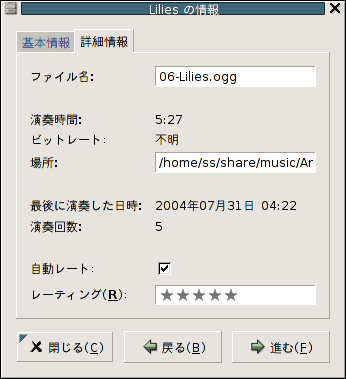 Lilies の情報
基本情報 詳細情報
ファイル名: 06-Lilies.ogg
演奏時間: 5:27
ビットレート: 不明
場所: /home/ss/share/music/Ar
最後に演奏した日時: 2004年07月31日 04:22
演奏回数: 5
自動レート:
レーティング(R): ★★★★★
閉じる(C) 戻る(B) 進む(F)